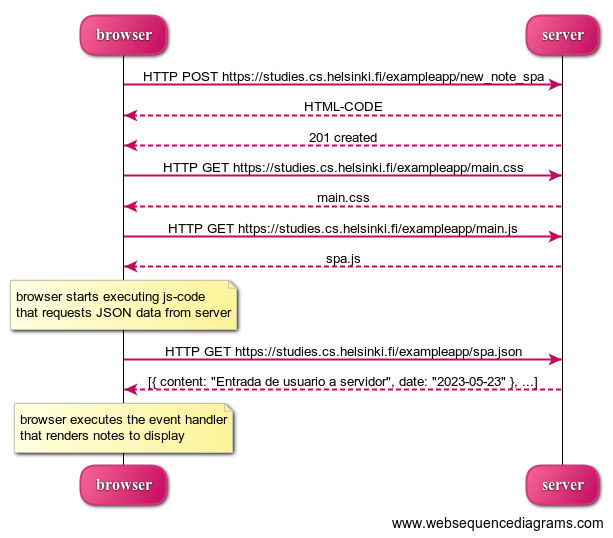 browser
server
HTTP POST https://studies.cs.helsinki.fi/exampleapp/new_note_spa
HTML-CODE
201 created
HTTP GET https://studies.cs.helsinki.fi/exampleapp/main.css
main.css
HTTP GET https://studies.cs.helsinki.fi/exampleapp/main.js
spa.js
browser starts executing js-code
that requests JSON data from server
HTTP GET https://studies.cs.helsinki.fi/exampleapp/spa.json
[{ content: "Entrada de usuario a servidor", date: "2023-05-23" }, ...]
browser executes the event handler
that renders notes to display
browser
server
www.websequencediagrams.com